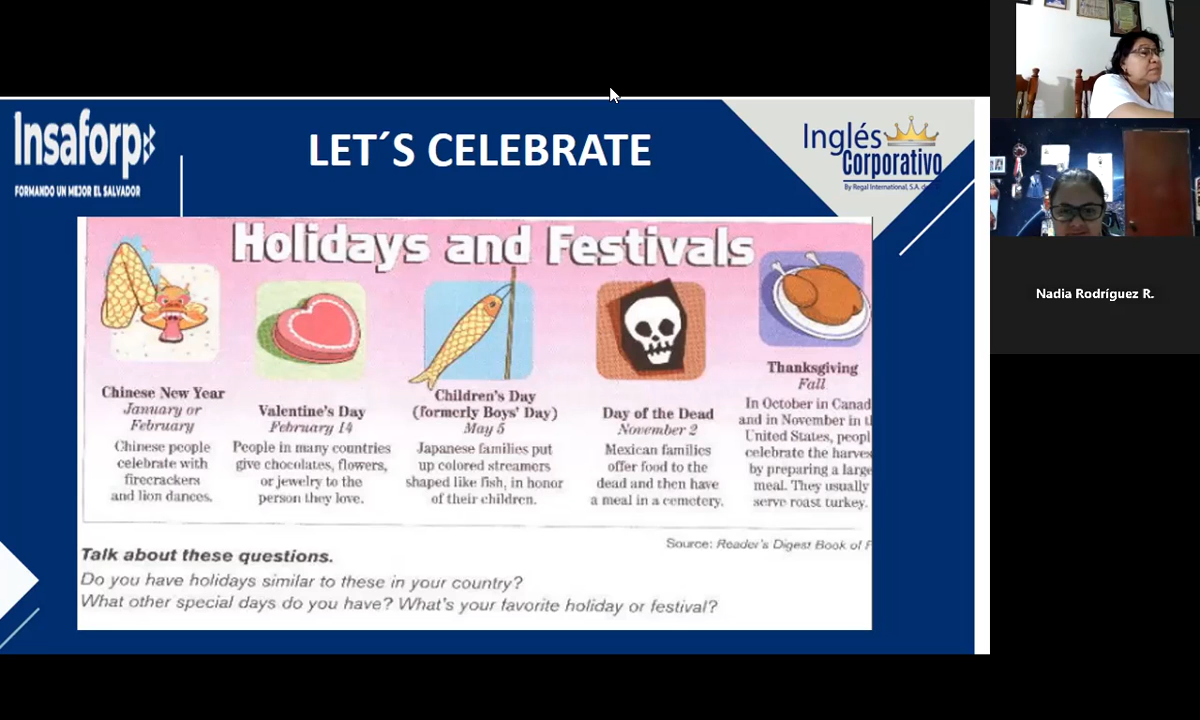 Insaforp
FORMANDO UN MEJOR EL SALVADOR
LET´S CELEBRATE
Inglés
Corporativo
By Regal International, S.A. de
Holidays and Festivals
Chinese New Year
January or
February
Chinese people
celebrate with
firecrackers
and lion dances.
Valentine's Day
February 14
People in many countries
give chocolates, flowers,
or jewelry to the
person they love.
Children's Day
(formerly Boys' Day)
May 5
Japanese families put
up colored streamers
shaped like fish, in honor
of their children.
Day of the Dead
November 2
Mexican families
offer food to the
dead and then have
a meal in a cemetery.
Thanksgiving
Fall
In October in Canad
and in November in t
United States, peopl
celebrate the harves
by preparing a large
meal. They usually
serve roast turkey.
Source: Reader's Digest Book of F
Talk about these questions.
Do you have holidays similar to these in your country?
What other special days do you have? What's your favorite holiday or festival?
Nadia Rodríguez R.